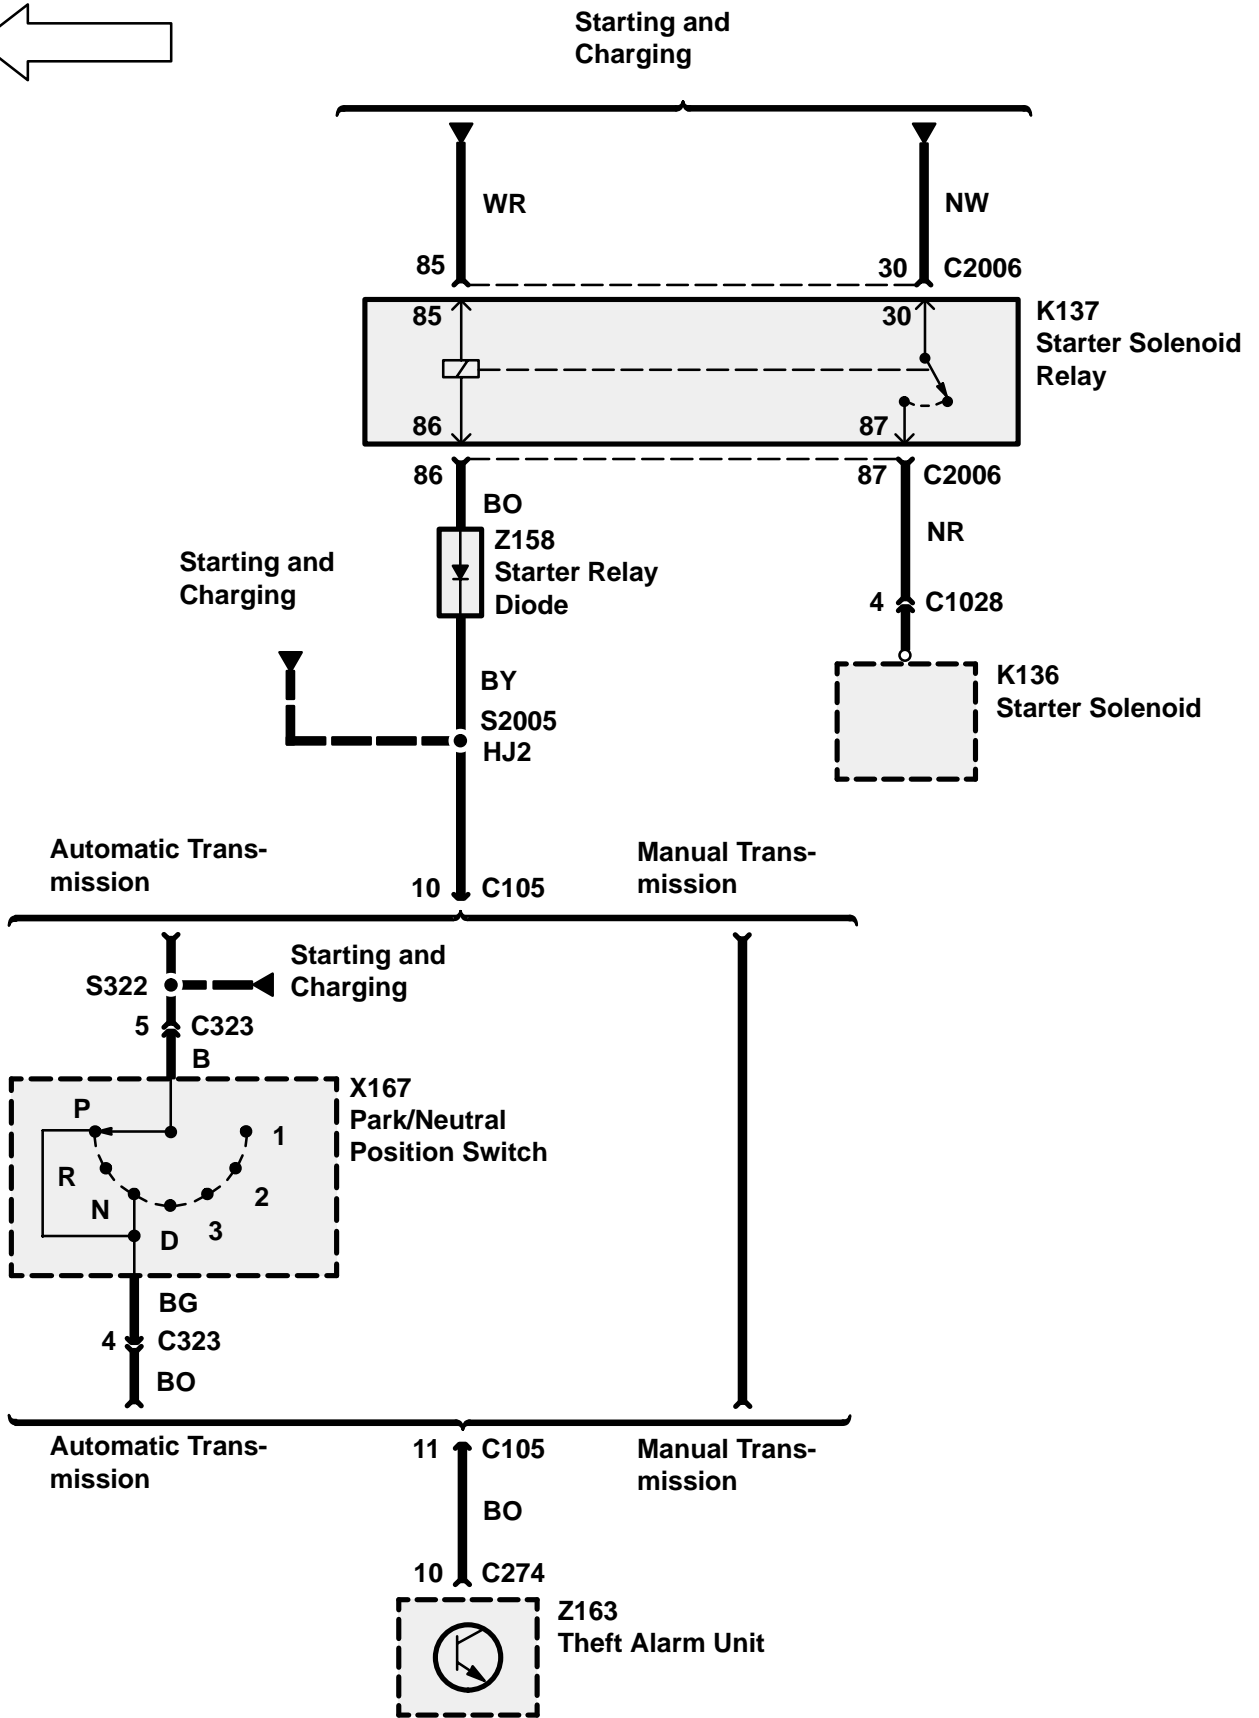 Starting and
Charging
WR
NW
85
30 C2006
85
30
K137
Starter Solenoid
Relay
86
87
86
87 C2006
BO
NR
Z158
Starter Relay
Diode
Starting and
Charging
4 C1028
BY
K136
Starter Solenoid
S2005
HJ2
Automatic Trans-
mission
Manual Trans-
mission
10 C105
Starting and
Charging
S322
5 C323
B
X167
Park/Neutral
Position Switch
P
1
R
2
N
3
D
BG
4 C323
BO
Automatic Trans-
mission
11 C105
Manual Trans-
mission
BO
10 C274
Z163
Theft Alarm Unit